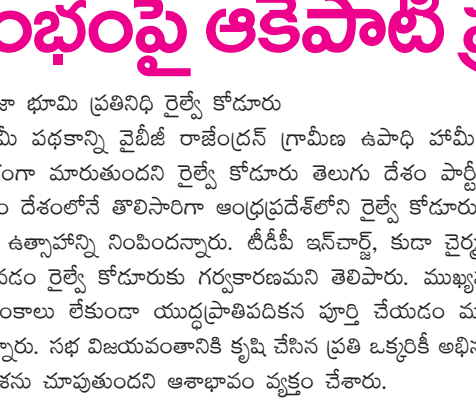 ంభంపై ఆకేపాటి
జా భూమి ప్రతినిధి రైల్వే కోడూరు
మీ పథకాన్ని వైబీజీ రాజేంద్రన్ గ్రామీణ ఉపాధి హామీ
ంగా మారుతుందని రైల్వే కోడూరు తెలుగు దేశం పార్టీ
ం దేశంలోనే తొలిసారిగా ఆంధ్రప్రదేశ్‌లోని రైల్వే కోడూరు
ఉత్సాహాన్ని నింపిందన్నారు. టీడీపీ ఇన్‌చార్జ్, కుడా చైర్మ
నడం రైల్వే కోడూరుకు గర్వకారణమని తెలిపారు. ముఖ్య
ంకాలు లేకుండా యుద్ధప్రాతిపదికన పూర్తి చేయడం మ
న్నారు. సభ విజయవంతానికి కృషి చేసిన ప్రతి ఒక్కరికీ అభిన
శను చూపుతుందని ఆశాభావం వ్యక్తం చేశారు.